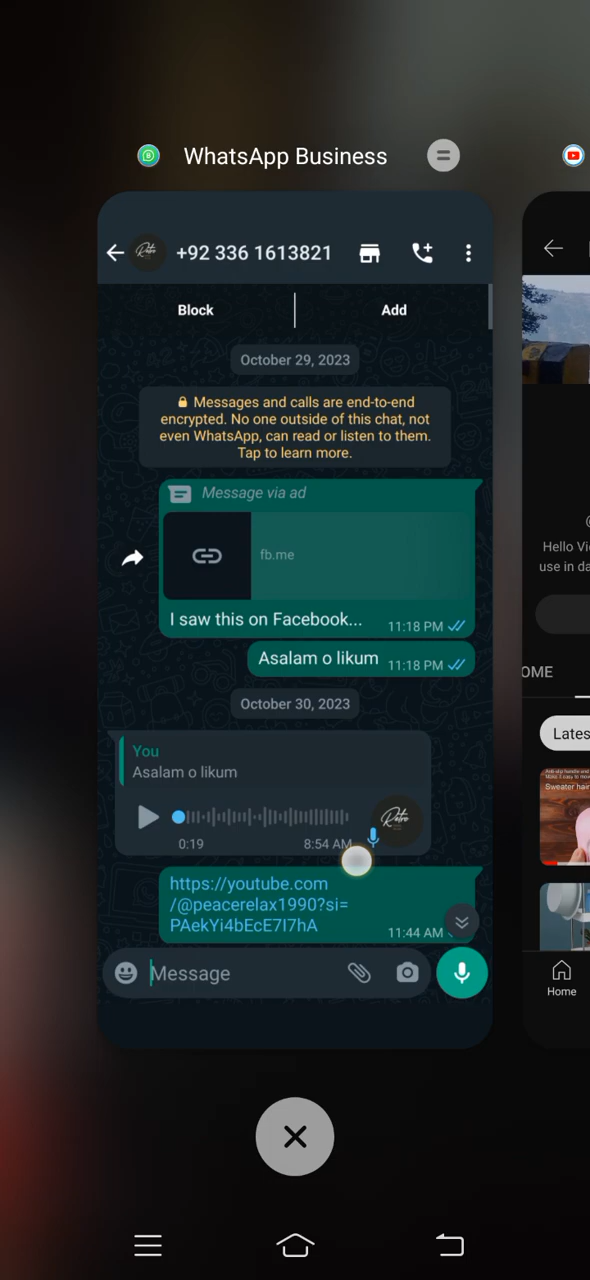 WhatsApp Business
+92 336 1613821
Block
Add
October 29, 2023
Messages and calls are end-to-end
encrypted. No one outside of this chat, not
even WhatsApp, can read or listen to them.
Tap to learn more.
Message via ad
fb.me
I saw this on Facebook...
11:18 PM
Asalam o likum
11:18 PM
October 30, 2023
You
Asalam o likum
Retro
0:19
8:54 AM
https://youtube.com
/@peacerelax1990?si=
PAekYi4bEcE7I7hA
11:44 AM
Message
Hello Vi
use in da
OME
Lates
Sweater hair
Home